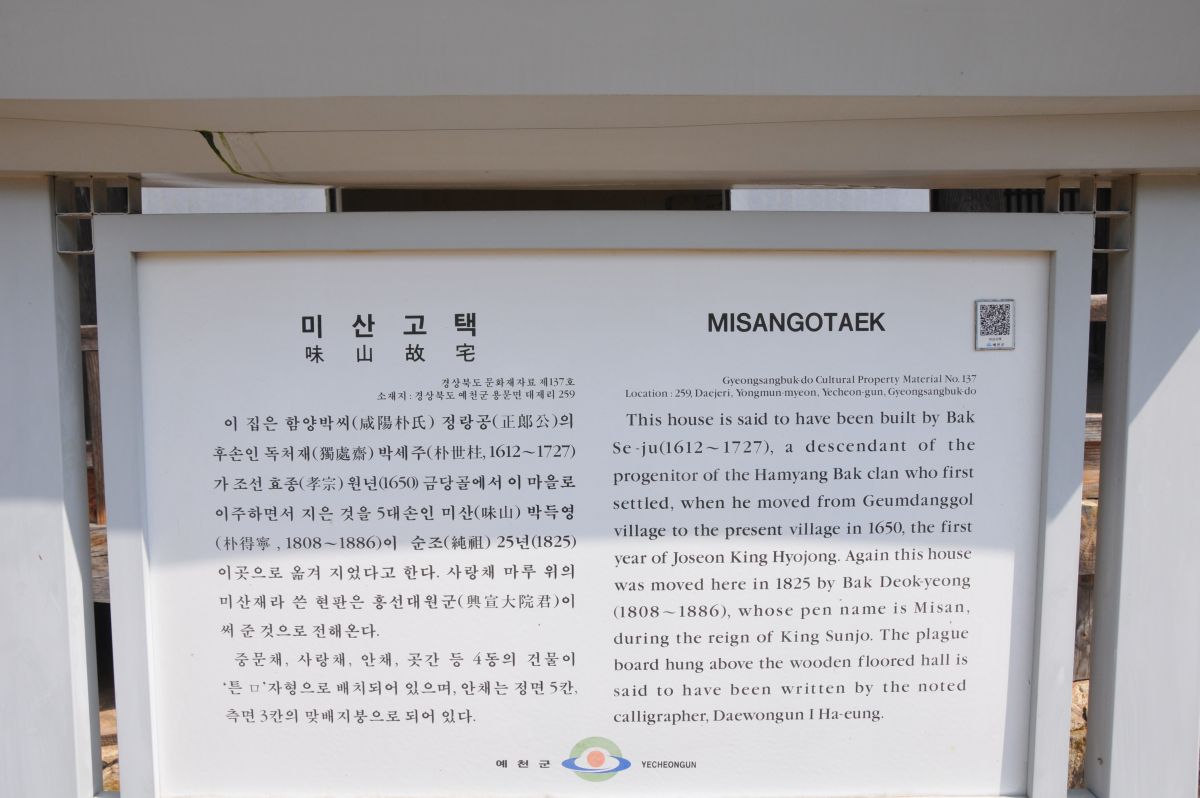 미 산 고 택
味 山 故 宅
경상북도 문화재자료 제137호
소재지 : 경상북도 예천군 용문면 대제리 259
이 집은 함양박씨(咸陽朴氏) 정랑공(正郞公)의
후손인 독처재(獨處齋) 박세주(朴世柱, 1612~1727)
가 조선 효종(孝宗) 원년(1650) 금당골에서 이 마을로
이주하면서 지은 것을 5대손인 미산(味山) 박득영
(朴得寧, 1808~1886)이 순조(純祖) 25년(1825)
이곳으로 옮겨 지었다고 한다. 사랑채 마루 위의
미산재라 쓴 현판은 흥선대원군(興宣大院君)이
써 준 것으로 전해온다.
중문채, 사랑채, 안채, 곳간 등 4동의 건물이
'튼 ㅁ'자형으로 배치되어 있으며, 안채는 정면 5칸,
측면 3칸의 맞배지붕으로 되어 있다.
MISANGOTAEK
Gyeongsangbuk-do Cultural Property Material No. 137
Location : 259, Daejeri, Yongmun-myeon, Yecheon-gun, Gyeongsangbuk-do
This house is said to have been built by Bak
Se-ju(1612~1727), a descendant of the
progenitor of the Hamyang Bak clan who first
settled, when he moved from Geumdanggol
village to the present village in 1650, the first
year of Joseon King Hyojong. Again this house
was moved here in 1825 by Bak Deok-yeong
(1808~1886), whose pen name is Misan,
during the reign of King Sunjo. The plague
board hung above the wooden floored hall is
said to have been written by the noted
calligrapher, Daewongun I Ha-eung.
예천군 YECHEONGUN